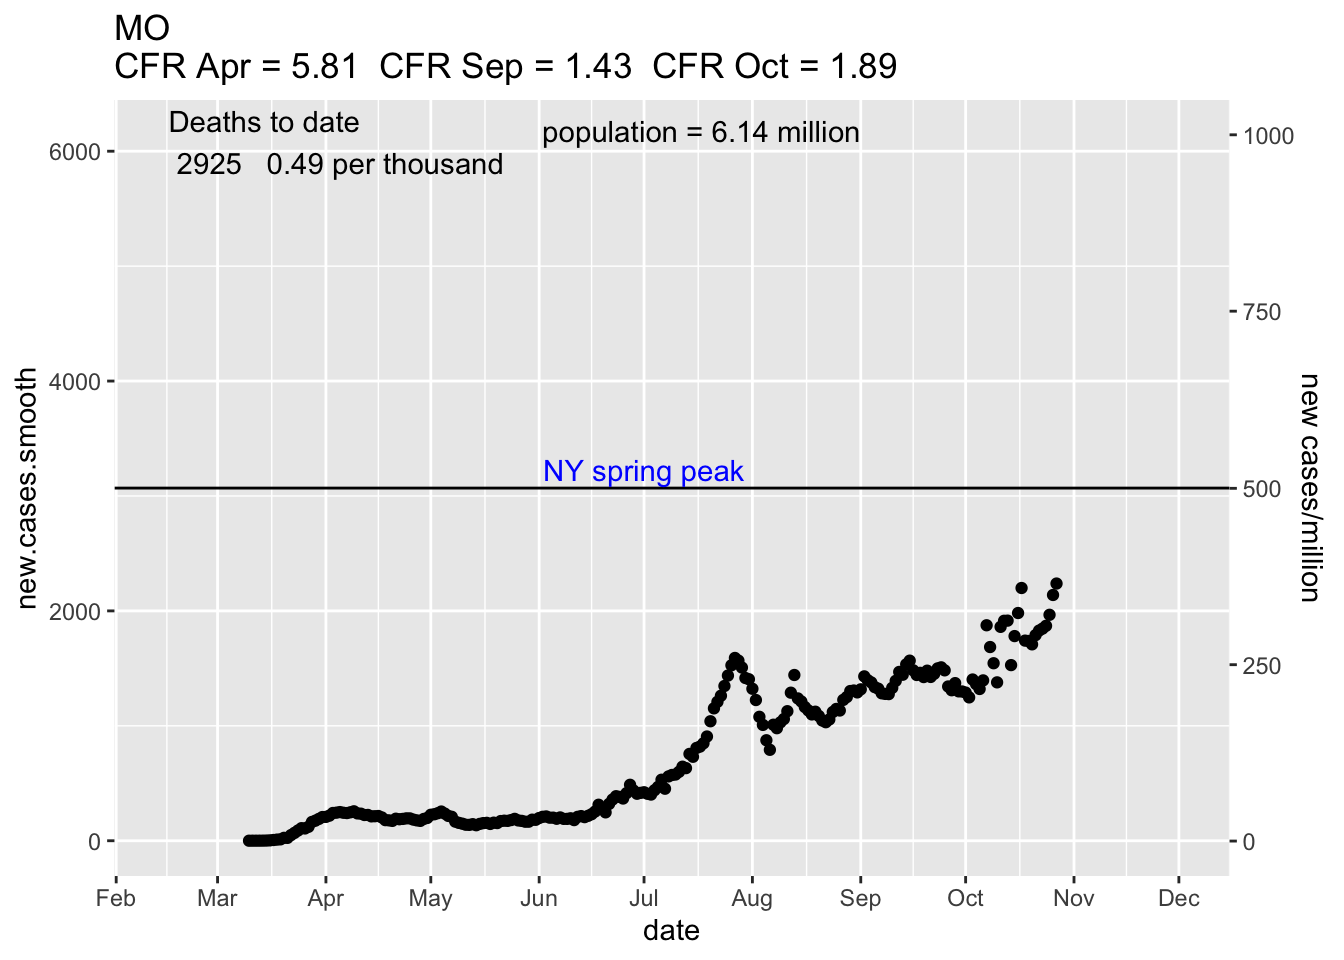 MO
CFR Apr = 5.81  CFR Sep = 1.43  CFR Oct = 1.89
Deaths to date
population = 6.14 million
2925   0.49 per thousand
NY spring peak
new.cases.smooth
6000
4000
2000
0
new cases/million
1000
750
500
250
0
Feb Mar Apr May Jun Jul Aug Sep Oct Nov Dec
date